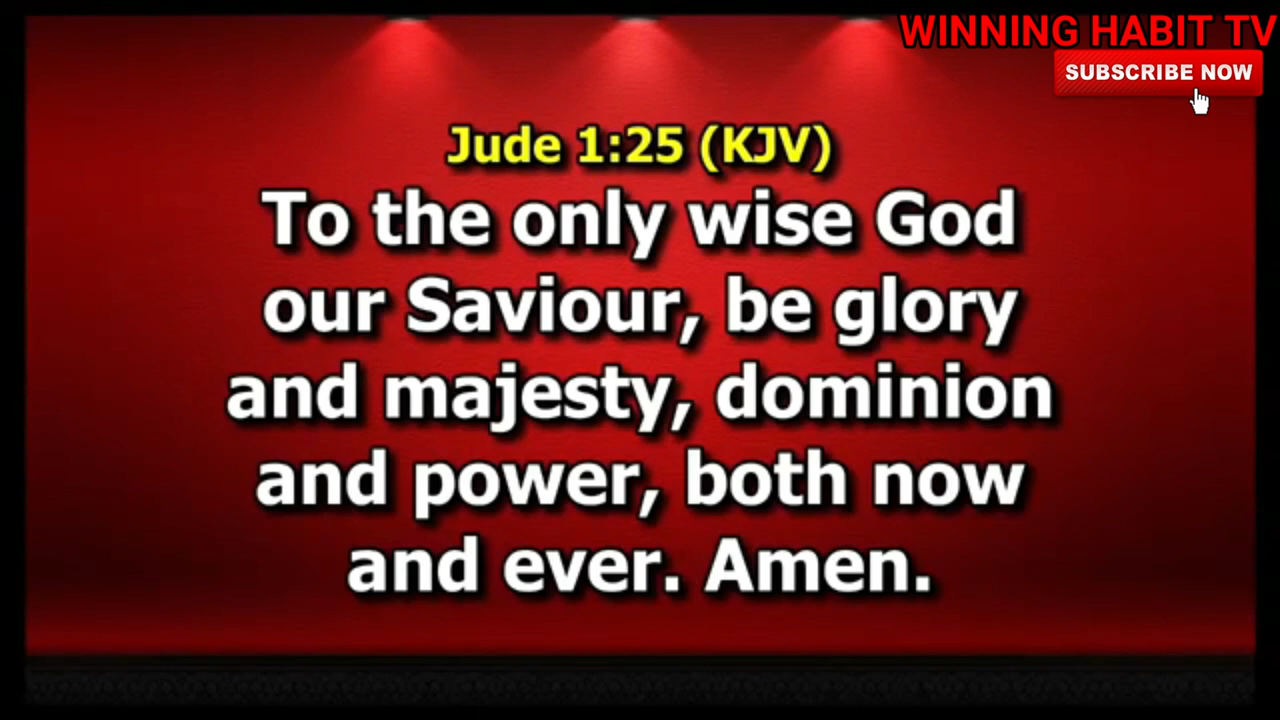 WINNING HABIT TV
SUBSCRIBE NOW
Jude 1:25 (KJV)
To the only wise God
our Saviour, be glory
and majesty, dominion
and power, both now
and ever. Amen.